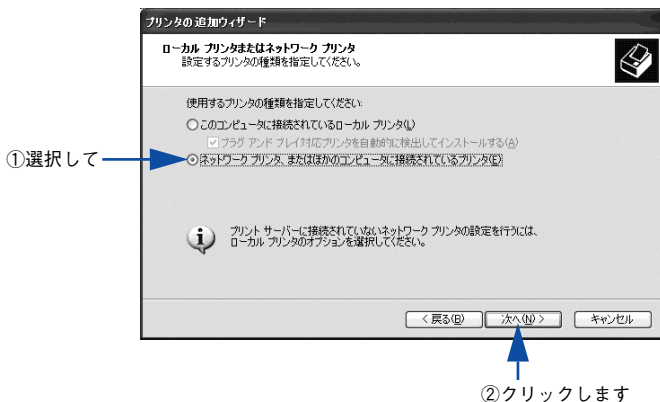 プリンタの追加ウィザード
ローカル プリンタまたはネットワーク プリンタ
設定するプリンタの種類を指定してください。
使用するプリンタの種類を指定してください:
このコンピュータに接続されているローカル プリンタ(L)
プラグ アンド プレイ対応プリンタを自動的に検出してインストールする(A)
①選択して
ネットワーク プリンタ、またはほかのコンピュータに接続されているプリンタ(E)
プリント サーバーに接続されていないネットワーク プリンタの設定を行うには、
ローカル プリンタのオプションを選択してください。
< 戻る(B)
次へ(N) >
キャンセル
②クリックします